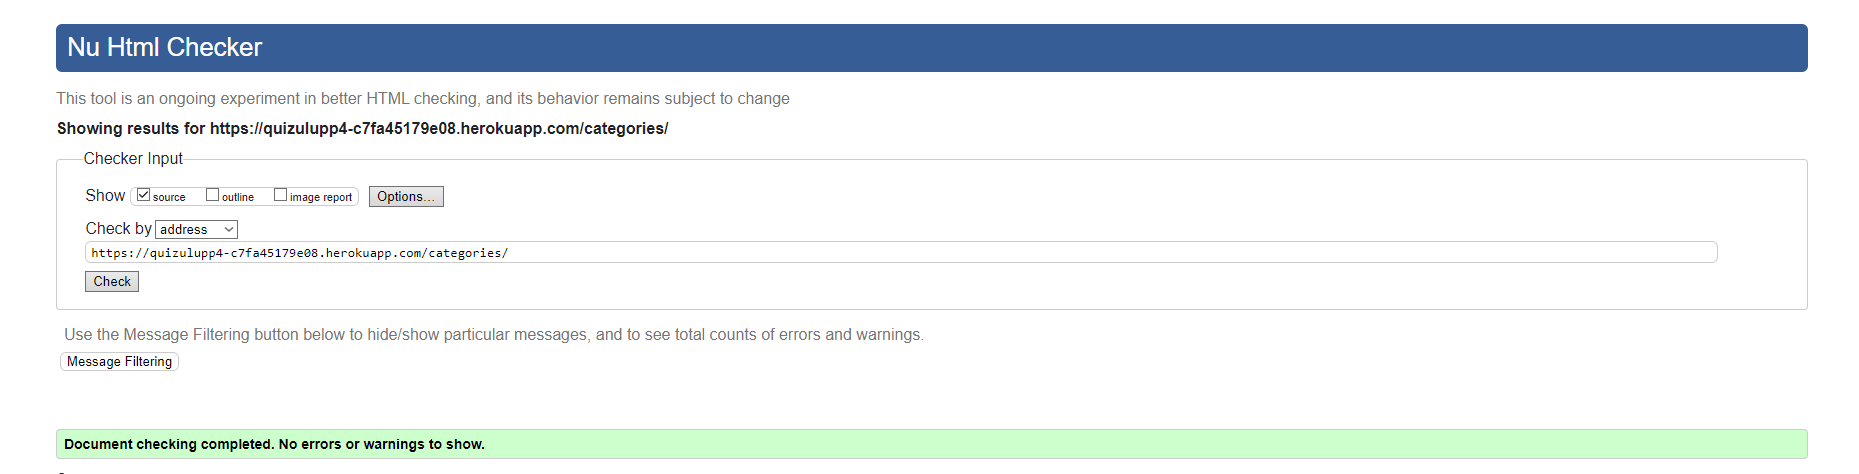 Nu Html Checker
This tool is an ongoing experiment in better HTML checking, and its behavior remains subject to change
Showing results for https://quizulupp4-c7fa45179e08.herokuapp.com/categories/
Checker Input
Show source outline image report Options...
Check by address
https://quizulupp4-c7fa45179e08.herokuapp.com/categories/
Check
Use the Message Filtering button below to hide/show particular messages, and to see total counts of errors and warnings.
Message Filtering
Document checking completed. No errors or warnings to show.